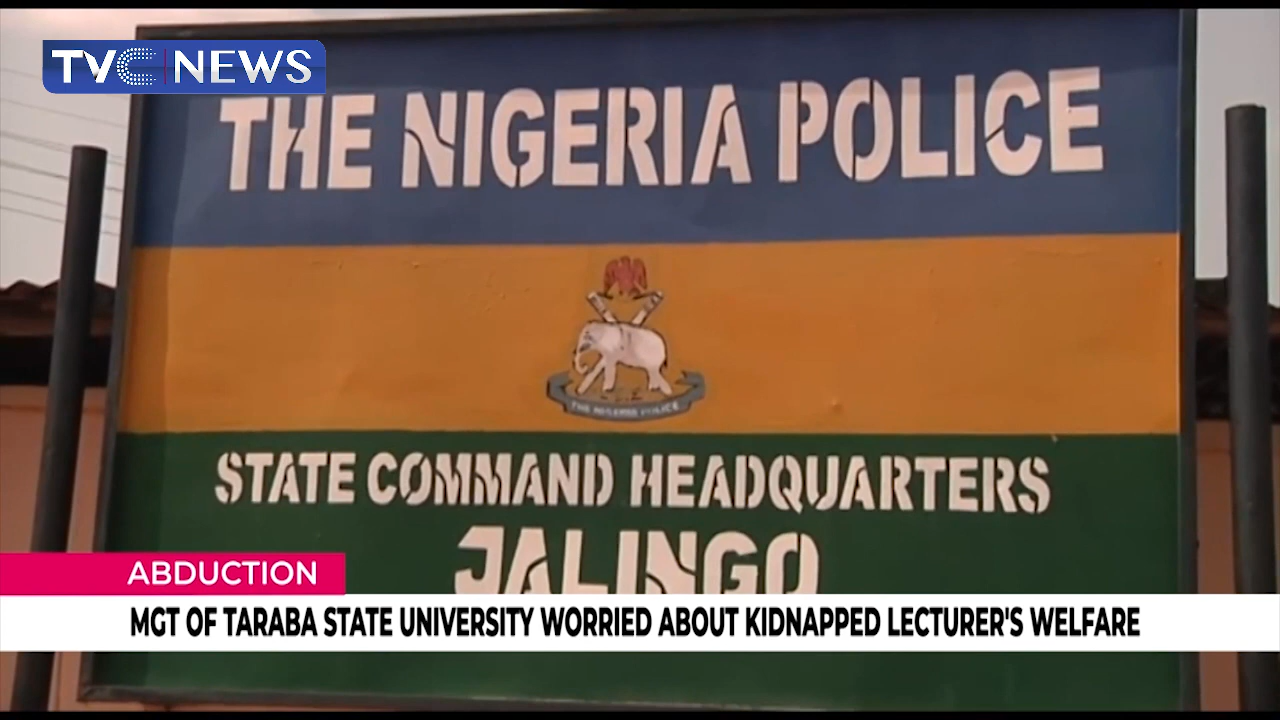 TVC NEWS
THE NIGERIA POLICE
THE NIGERIA POLICE
STATE COMMAND HEADQUARTERS
JALINGO
ABDUCTION
MGT OF TARABA STATE UNIVERSITY WORRIED ABOUT KIDNAPPED LECTURER'S WELFARE